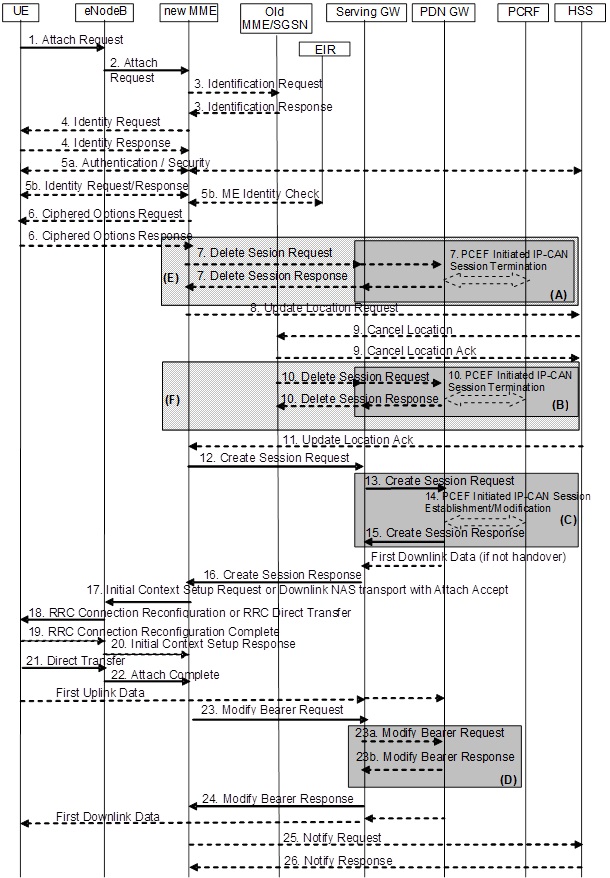 UE
eNodeB
new MME
Old
MME/SGSN
Serving GW
PDN GW
PCRF
HSS
EIR
1. Attach Request
2. Attach
Request
3. Identification Request
3. Identification Response
4. Identity Request
4. Identity Response
5a. Authentication / Security
5b. Identity Request/Response
5b. ME Identity Check
6. Ciphered Options Request
6. Ciphered Options Response
7. Delete Sesion Request
7. PCEF Initiated IP-CAN
Session Termination
7. Delete Session Response
(E)
(A)
8. Update Location Request
9. Cancel Location
9. Cancel Location Ack
10. Delete Session Request
10. PCEF Initiated IP-CAN
Session Termination
10. Delete Session Response
(F)
(B)
11. Update Location Ack
12. Create Session Request
13. Create Session Request
14. PCEF Initiated IP-CAN Session
Establishment/Modification
(C)
15. Create Session Response
First Downlink Data (if not handover)
16. Create Session Response
17. Initial Context Setup Request or Downlink NAS transport with Attach Accept
18. RRC Connection Reconfiguration or RRC Direct Transfer
19. RRC Connection Reconfiguration Complete
20. Initial Context Setup Response
21. Direct Transfer
22. Attach Complete
First Uplink Data
23. Modify Bearer Request
23a. Modify Bearer Request
23b. Modify Bearer Response
(D)
24. Modify Bearer Response
First Downlink Data
25. Notify Request
26. Notify Response